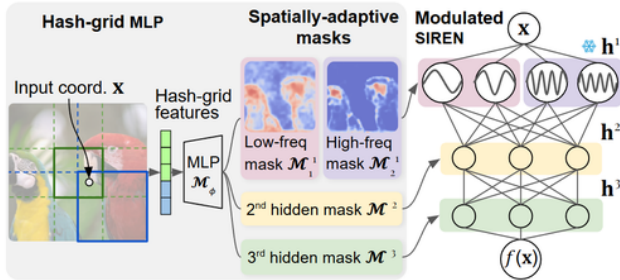 Hash-grid MLP
Spatially-adaptive
masks
Modulated
SIREN
x
h¹
Input coord. x
Hash-grid
features
MLP
𝓜ᵩ
Low-freq
mask 𝓜₁¹
High-freq
mask 𝓜₂¹
h²
2ⁿᵈ hidden mask 𝓜²
h³
3ʳᵈ hidden mask 𝓜³
f(x)